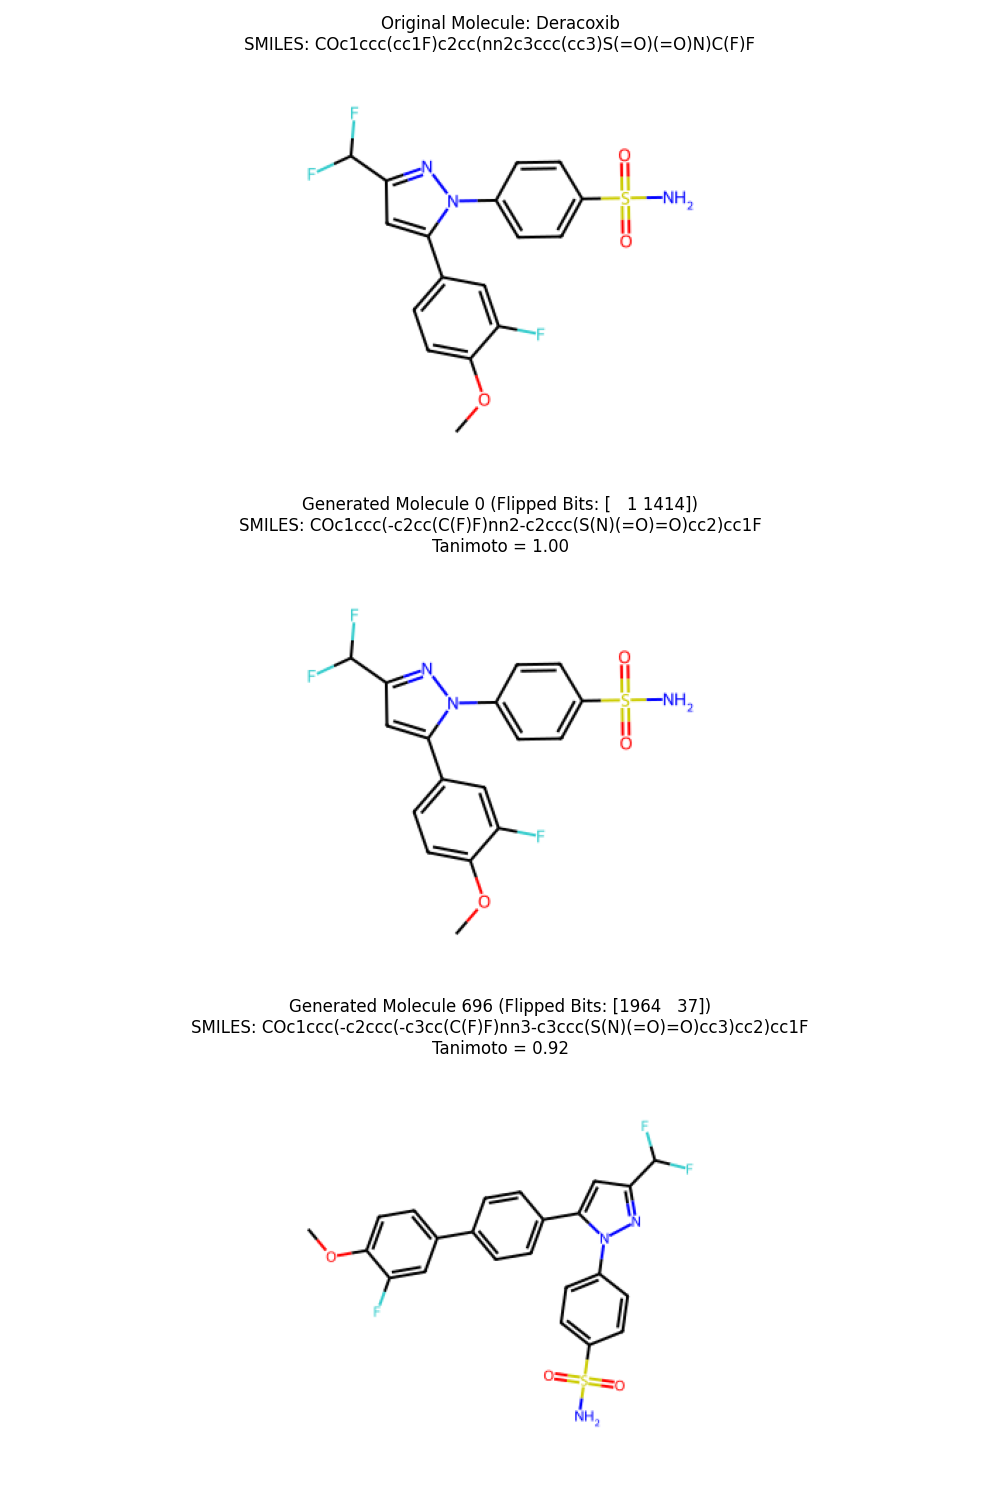 Original Molecule: Deracoxib
SMILES: COc1ccc(cc1F)c2cc(nn2c3ccc(cc3)S(=O)(=O)N)C(F)F
F
F
N
N
O
S
NH2
O
F
O
Generated Molecule 0 (Flipped Bits: [   1 1414])
SMILES: COc1ccc(-c2cc(C(F)F)nn2-c2ccc(S(N)(=O)=O)cc2)cc1F
Tanimoto = 1.00
F
F
N
N
O
S
NH2
O
F
O
Generated Molecule 696 (Flipped Bits: [1964   37])
SMILES: COc1ccc(-c2ccc(-c3cc(C(F)F)nn3-c3ccc(S(N)(=O)=O)cc3)cc2)cc1F
Tanimoto = 0.92
F
F
N
N
O
F
O
S
O
NH2